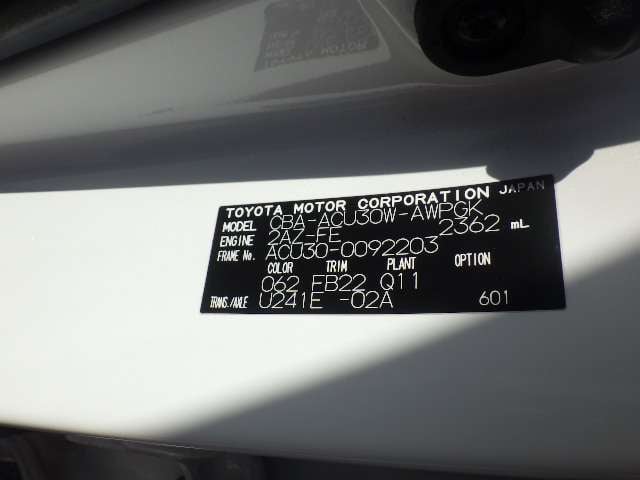 TOYOTA MOTOR CORPORATION JAPAN
MODEL CBA-ACU30W-AWPGK
ENGINE 2AZ-FE 2362 mL
FRAME No. ACU30-0092203
COLOR TRIM PLANT OPTION
062 FB22 Q11
TRANS./AXLE U241E -02A 601